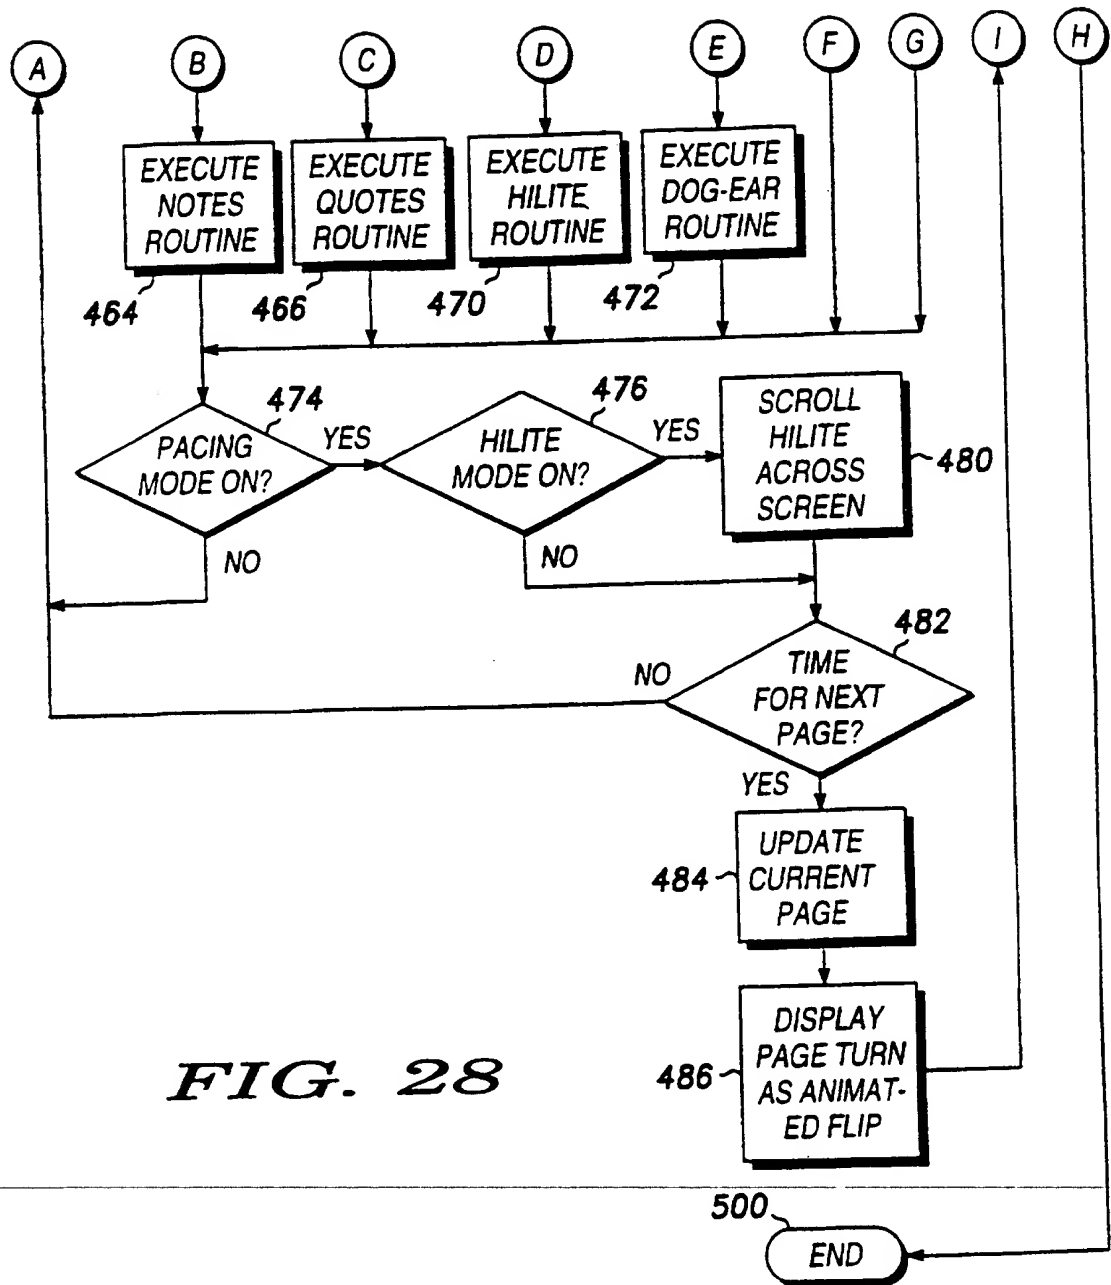 A
B
C
D
E
F
G
I
H
EXECUTE
NOTES
ROUTINE
464
EXECUTE
QUOTES
ROUTINE
466
EXECUTE
HILITE
ROUTINE
470
EXECUTE
DOG-EAR
ROUTINE
472
474
PACING
MODE ON?
YES
NO
476
HILITE
MODE ON?
YES
NO
SCROLL
HILITE
ACROSS
SCREEN
480
482
TIME
FOR NEXT
PAGE?
NO
YES
484
UPDATE
CURRENT
PAGE
486
DISPLAY
PAGE TURN
AS ANIMAT-
ED FLIP
FIG. 28
500
END